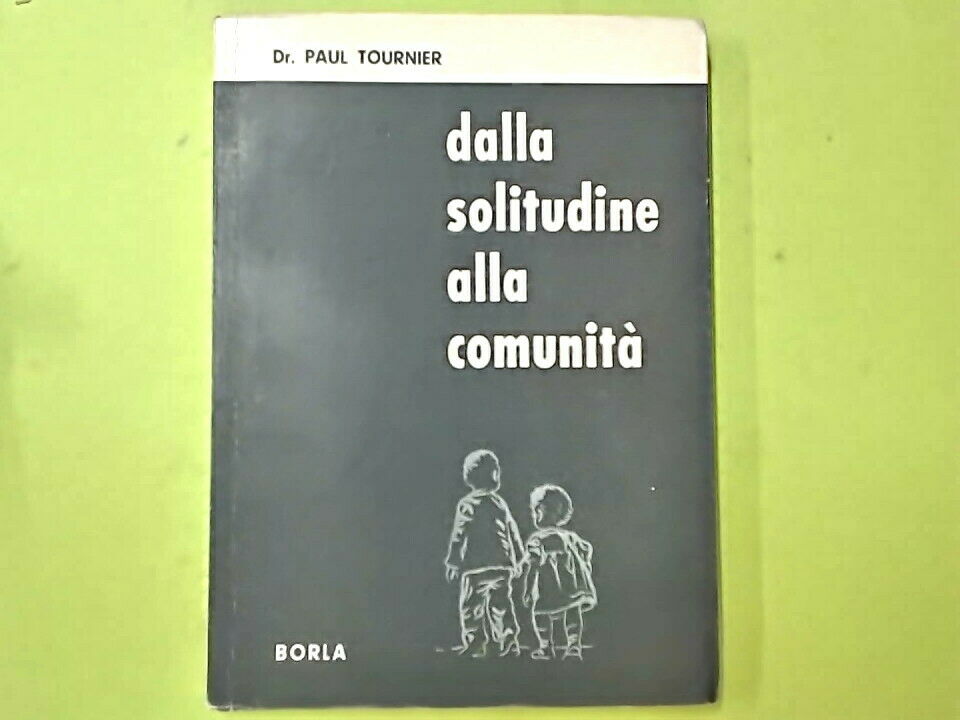 Dr. PAUL TOURNIER
dalla
solitudine
alla
comunità
BORLA